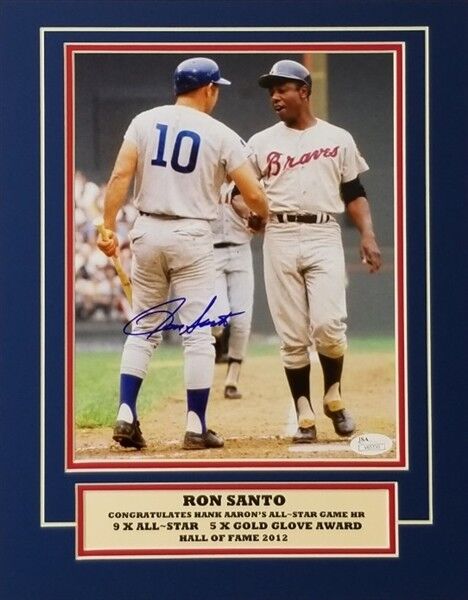 10
Braves
Ron Santo
JSA
RON SANTO
CONGRATULATES HANK AARON'S ALL~STAR GAME HR
9 X ALL~STAR 5 X GOLD GLOVE AWARD
HALL OF FAME 2012